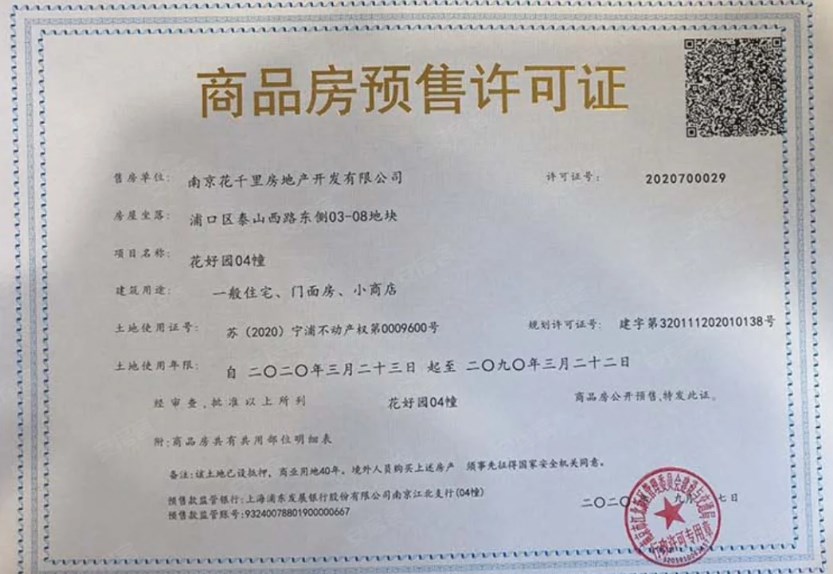 商品房预售许可证
售房单位: 南京花千里房地产开发有限公司 许可证号: 2020700029
房屋坐落: 浦口区泰山西路东侧03-08地块
项目名称: 花好园04幢
建筑用途: 一般住宅、门面房、小商店
土地使用证号: 苏（2020）宁浦不动产权第0009600号 规划许可证号: 建字第320111202010138号
土地使用年限: 自 二〇二〇年三月二十三日 起至 二〇九〇年三月二十二日
经审查,批准以上所列 花好园04幢 商品房公开预售,特发此证。
附:商品房共有共用部位明细表
备注:该土地已设抵押, 商业用地40年, 境外人员购买上述房产 须事先征得国家安全机关同意。
预售款监管银行:上海浦东发展银行股份有限公司南京江北支行(04幢)
预售款监管账号:93240078801900000667
二〇二〇 九月 七日
行政许可专用章